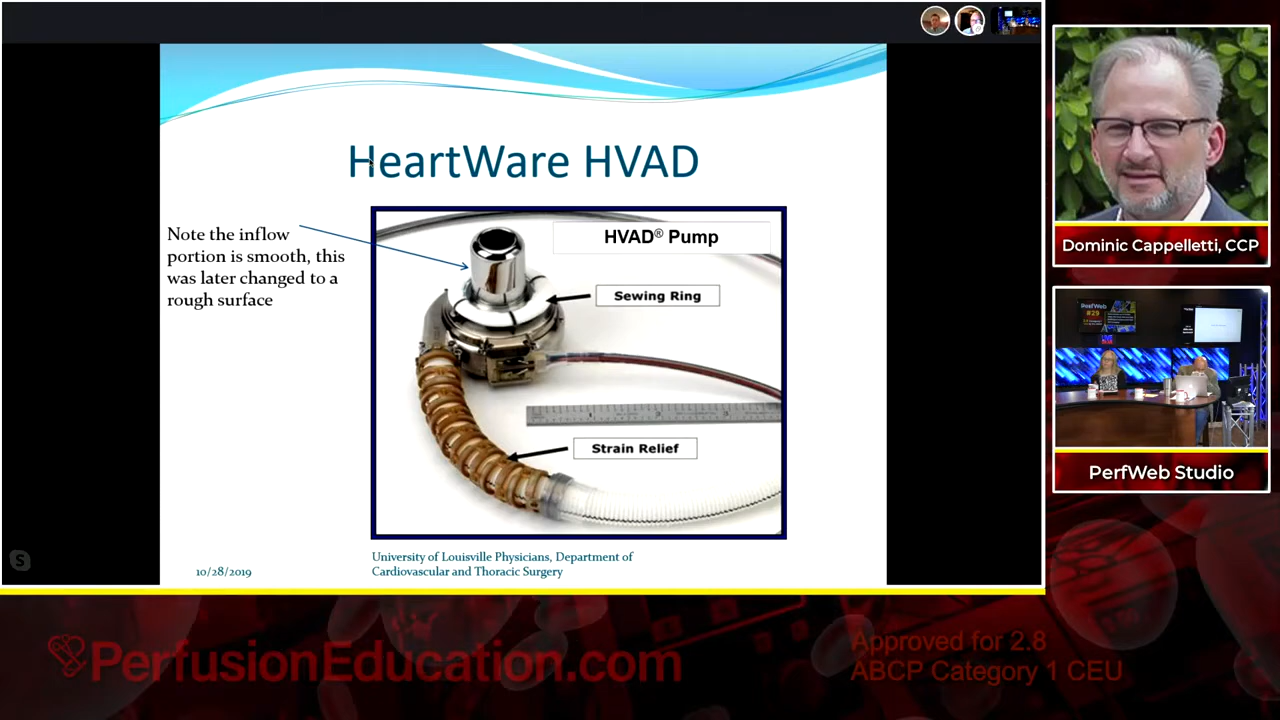 HeartWare HVAD
Note the inflow
portion is smooth, this
was later changed to a
rough surface
HVAD® Pump
Sewing Ring
Strain Relief
10/28/2019
University of Louisville Physicians, Department of
Cardiovascular and Thoracic Surgery
Dominic Cappelletti, CCP
PerfWeb
#29
PerfWeb Studio
PerfusionEducation.com
Approved for 2.8
ABCP Category 1 CEU